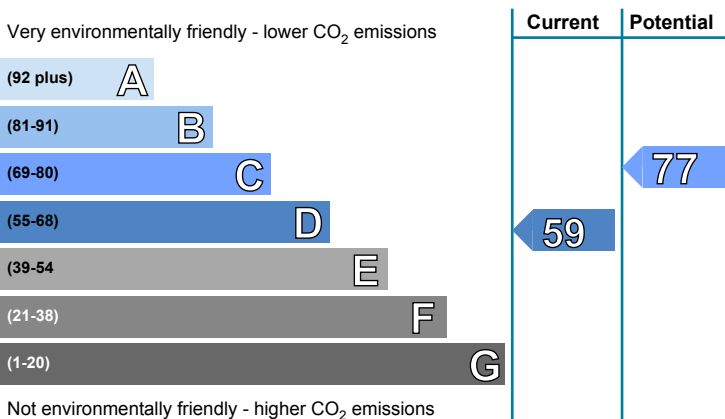 Very environmentally friendly - lower CO2 emissions
Current Potential
(92 plus) A
(81-91) B
(69-80) C
77
(55-68) D
59
(39-54 E
(21-38) F
(1-20) G
Not environmentally friendly - higher CO2 emissions